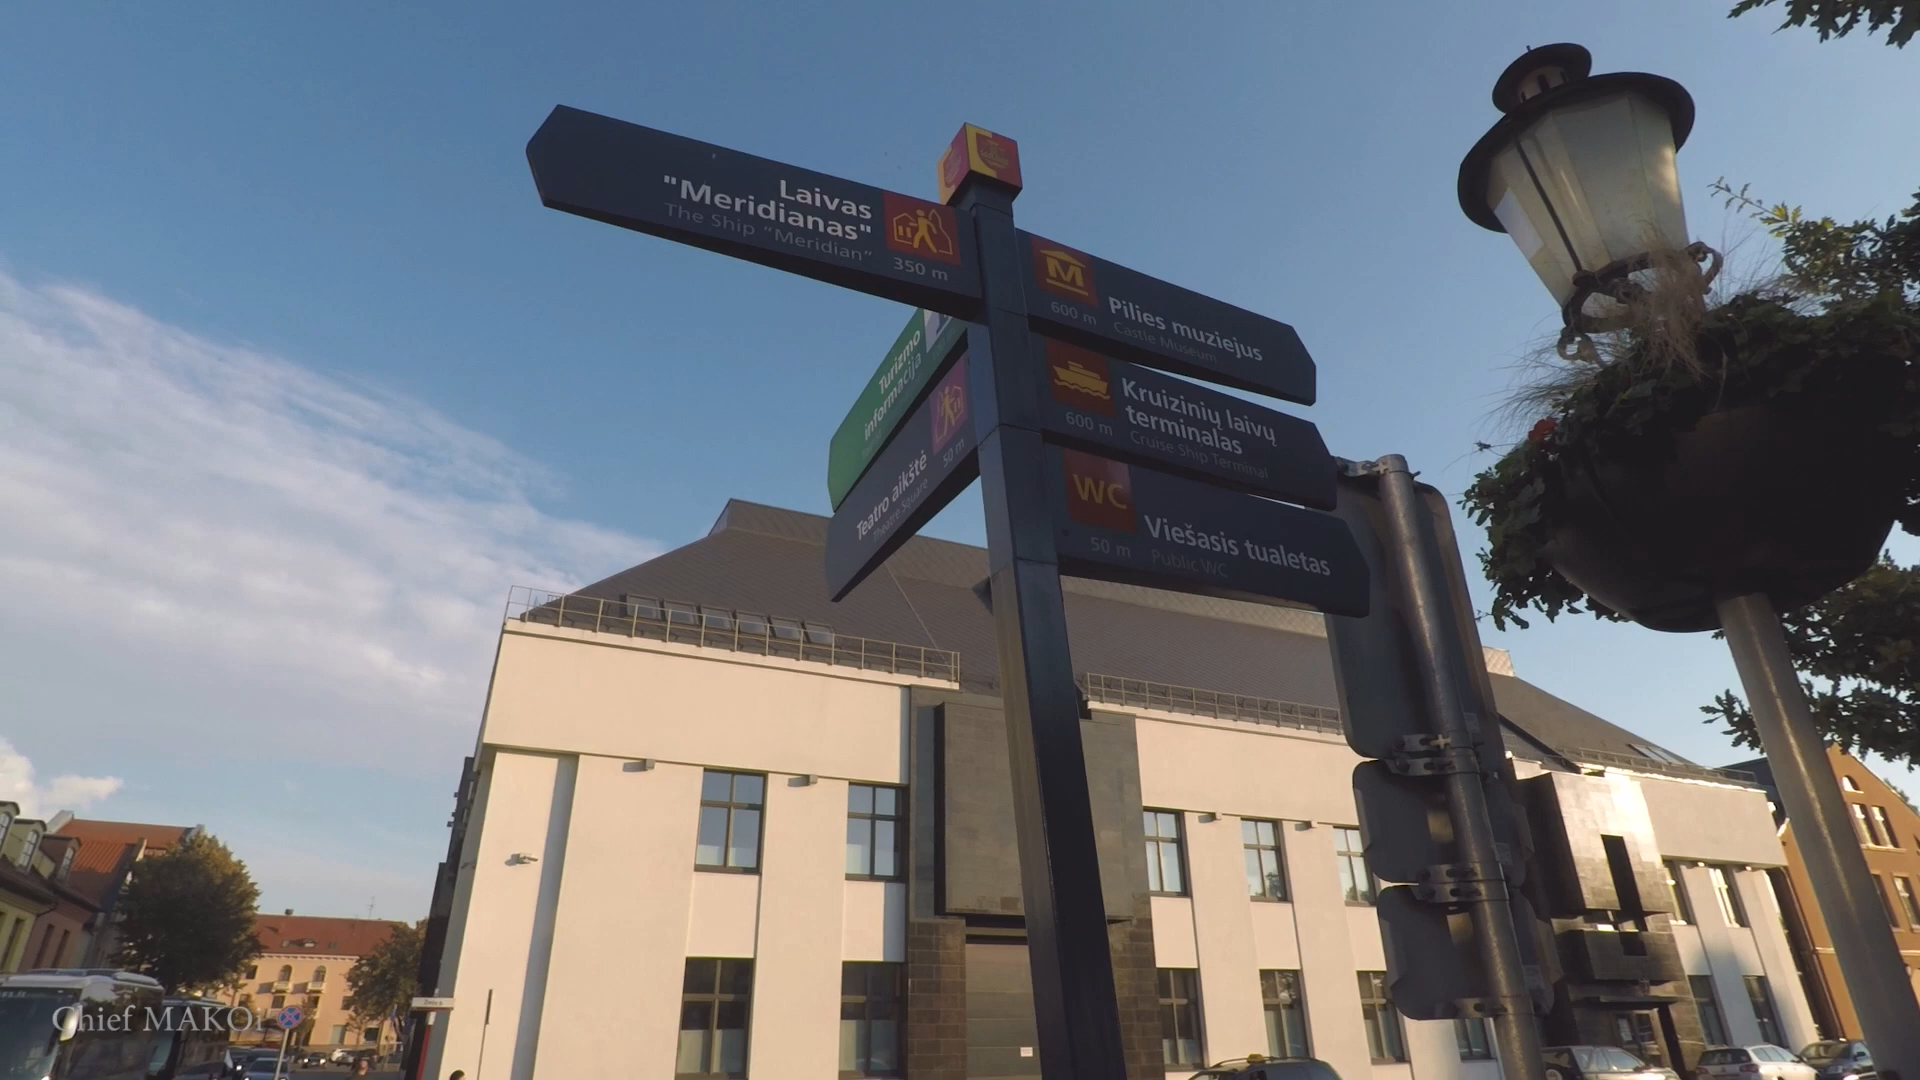 Laivas
"Meridianas"
The Ship "Meridian"
350 m
M
600 m
Pilies muziejus
Castle Museum
Turizmo
informacija
Kruizinių laivų
terminalas
600 m
Cruise Ship Terminal
Teatro aikštė
50 m
Theatre Square
WC
Viešasis tualetas
50 m
Public WC
Chief MAKOi